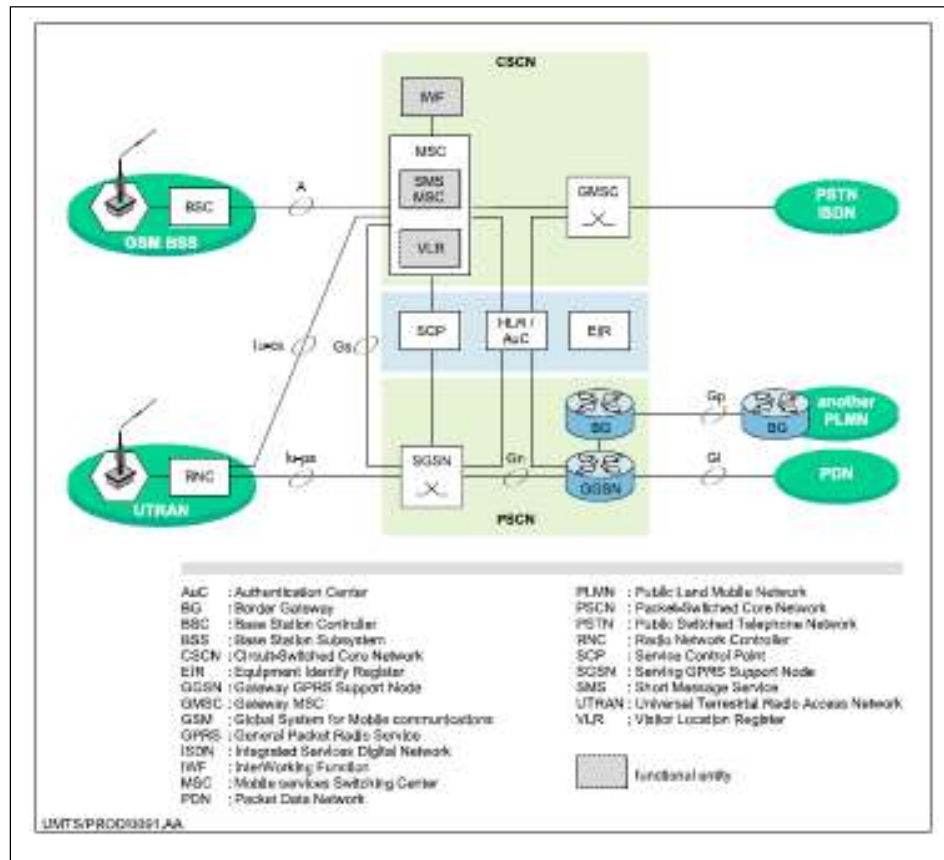 CSCN
IWF
MSC
SMS
MSC
VLR
GMSC
PSTN
ISDN
A
BSC
GSM BSS
Iu-cs
Gs
SCP
HLR /
AuC
EIR
Gp
BG
BG
another
PLMN
RNC
UTRAN
Iu-ps
SGSN
Gn
GGSN
Gi
PDN
PSCN
AuC : Authentication Center
BG : Border Gateway
BSC : Base Station Controller
BSS : Base Station Subsystem
CSCN : Circuit-Switched Core Network
EIR : Equipment Identify Register
GGSN : Gateway GPRS Support Node
GMSC : Gateway MSC
GSM : Global System for Mobile communications
GPRS : General Packet Radio Service
ISDN : Integrated Services Digital Network
IWF : InterWorking Function
MSC : Mobile services Switching Center
PDN : Packet Data Network
PLMN : Public Land Mobile Network
PSCN : Packet-Switched Core Network
PSTN : Public Switched Telephone Network
RNC : Radio Network Controller
SCP : Service Control Point
SGSN : Serving GPRS Support Node
SMS : Short Message Service
UTRAN : Universal Terrestrial Radio Access Network
VLR : Visitor Location Register
functional entity